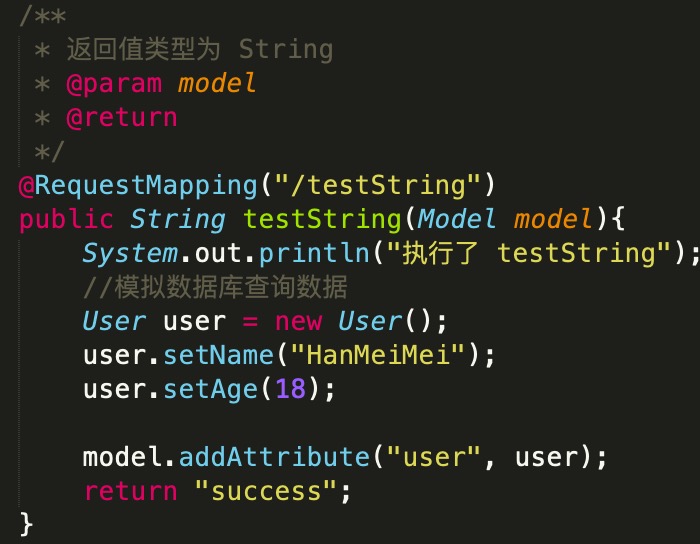 /**
 * 返回值类型为 String
 * @param model
 * @return
 */
@RequestMapping("/testString")
public String testString(Model model){
    System.out.println("执行了 testString");
    //模拟数据库查询数据
    User user = new User();
    user.setName("HanMeiMei");
    user.setAge(18);

    model.addAttribute("user", user);
    return "success";
}